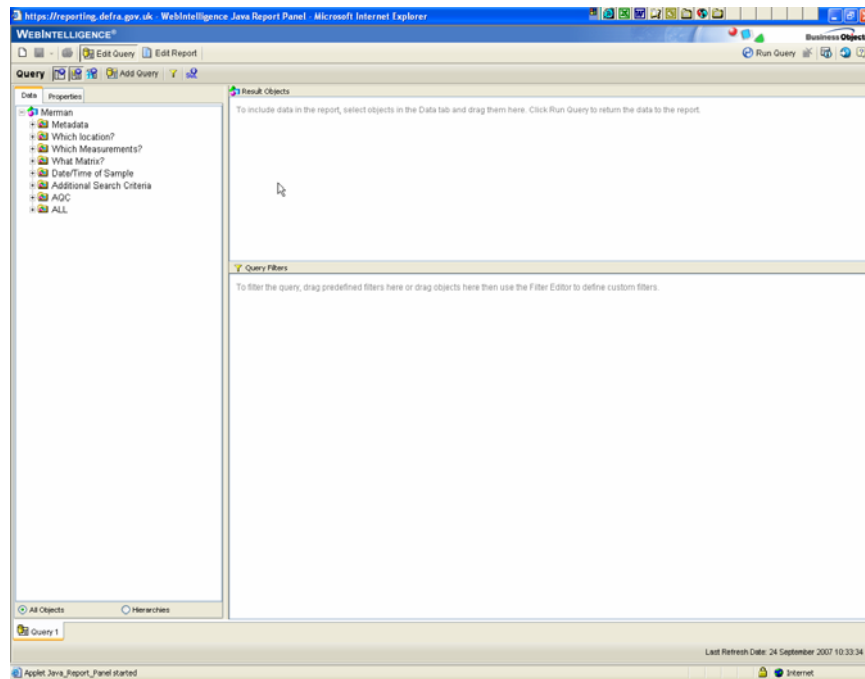 https://reporting.defra.gov.uk - WebIntelligence Java Report Panel - Microsoft Internet Explorer
WEBINTELLIGENCE®
Business Object
Edit Query Edit Report
Run Query
Query Add Query
Data Properties
Merman
Metadata
Which location?
Which Measurements?
What Matrix?
Date/Time of Sample
Additional Search Criteria
AQC
ALL
All Objects Hierarchies
Result Objects
To include data in the report, select objects in the Data tab and drag them here. Click Run Query to return the data to the report.
Query Filters
To filter the query, drag predefined filters here or drag objects here then use the Filter Editor to define custom filters.
Query 1
Last Refresh Date: 24 September 2007 10:33:34
Applet Java_Report_Panel started
Internet